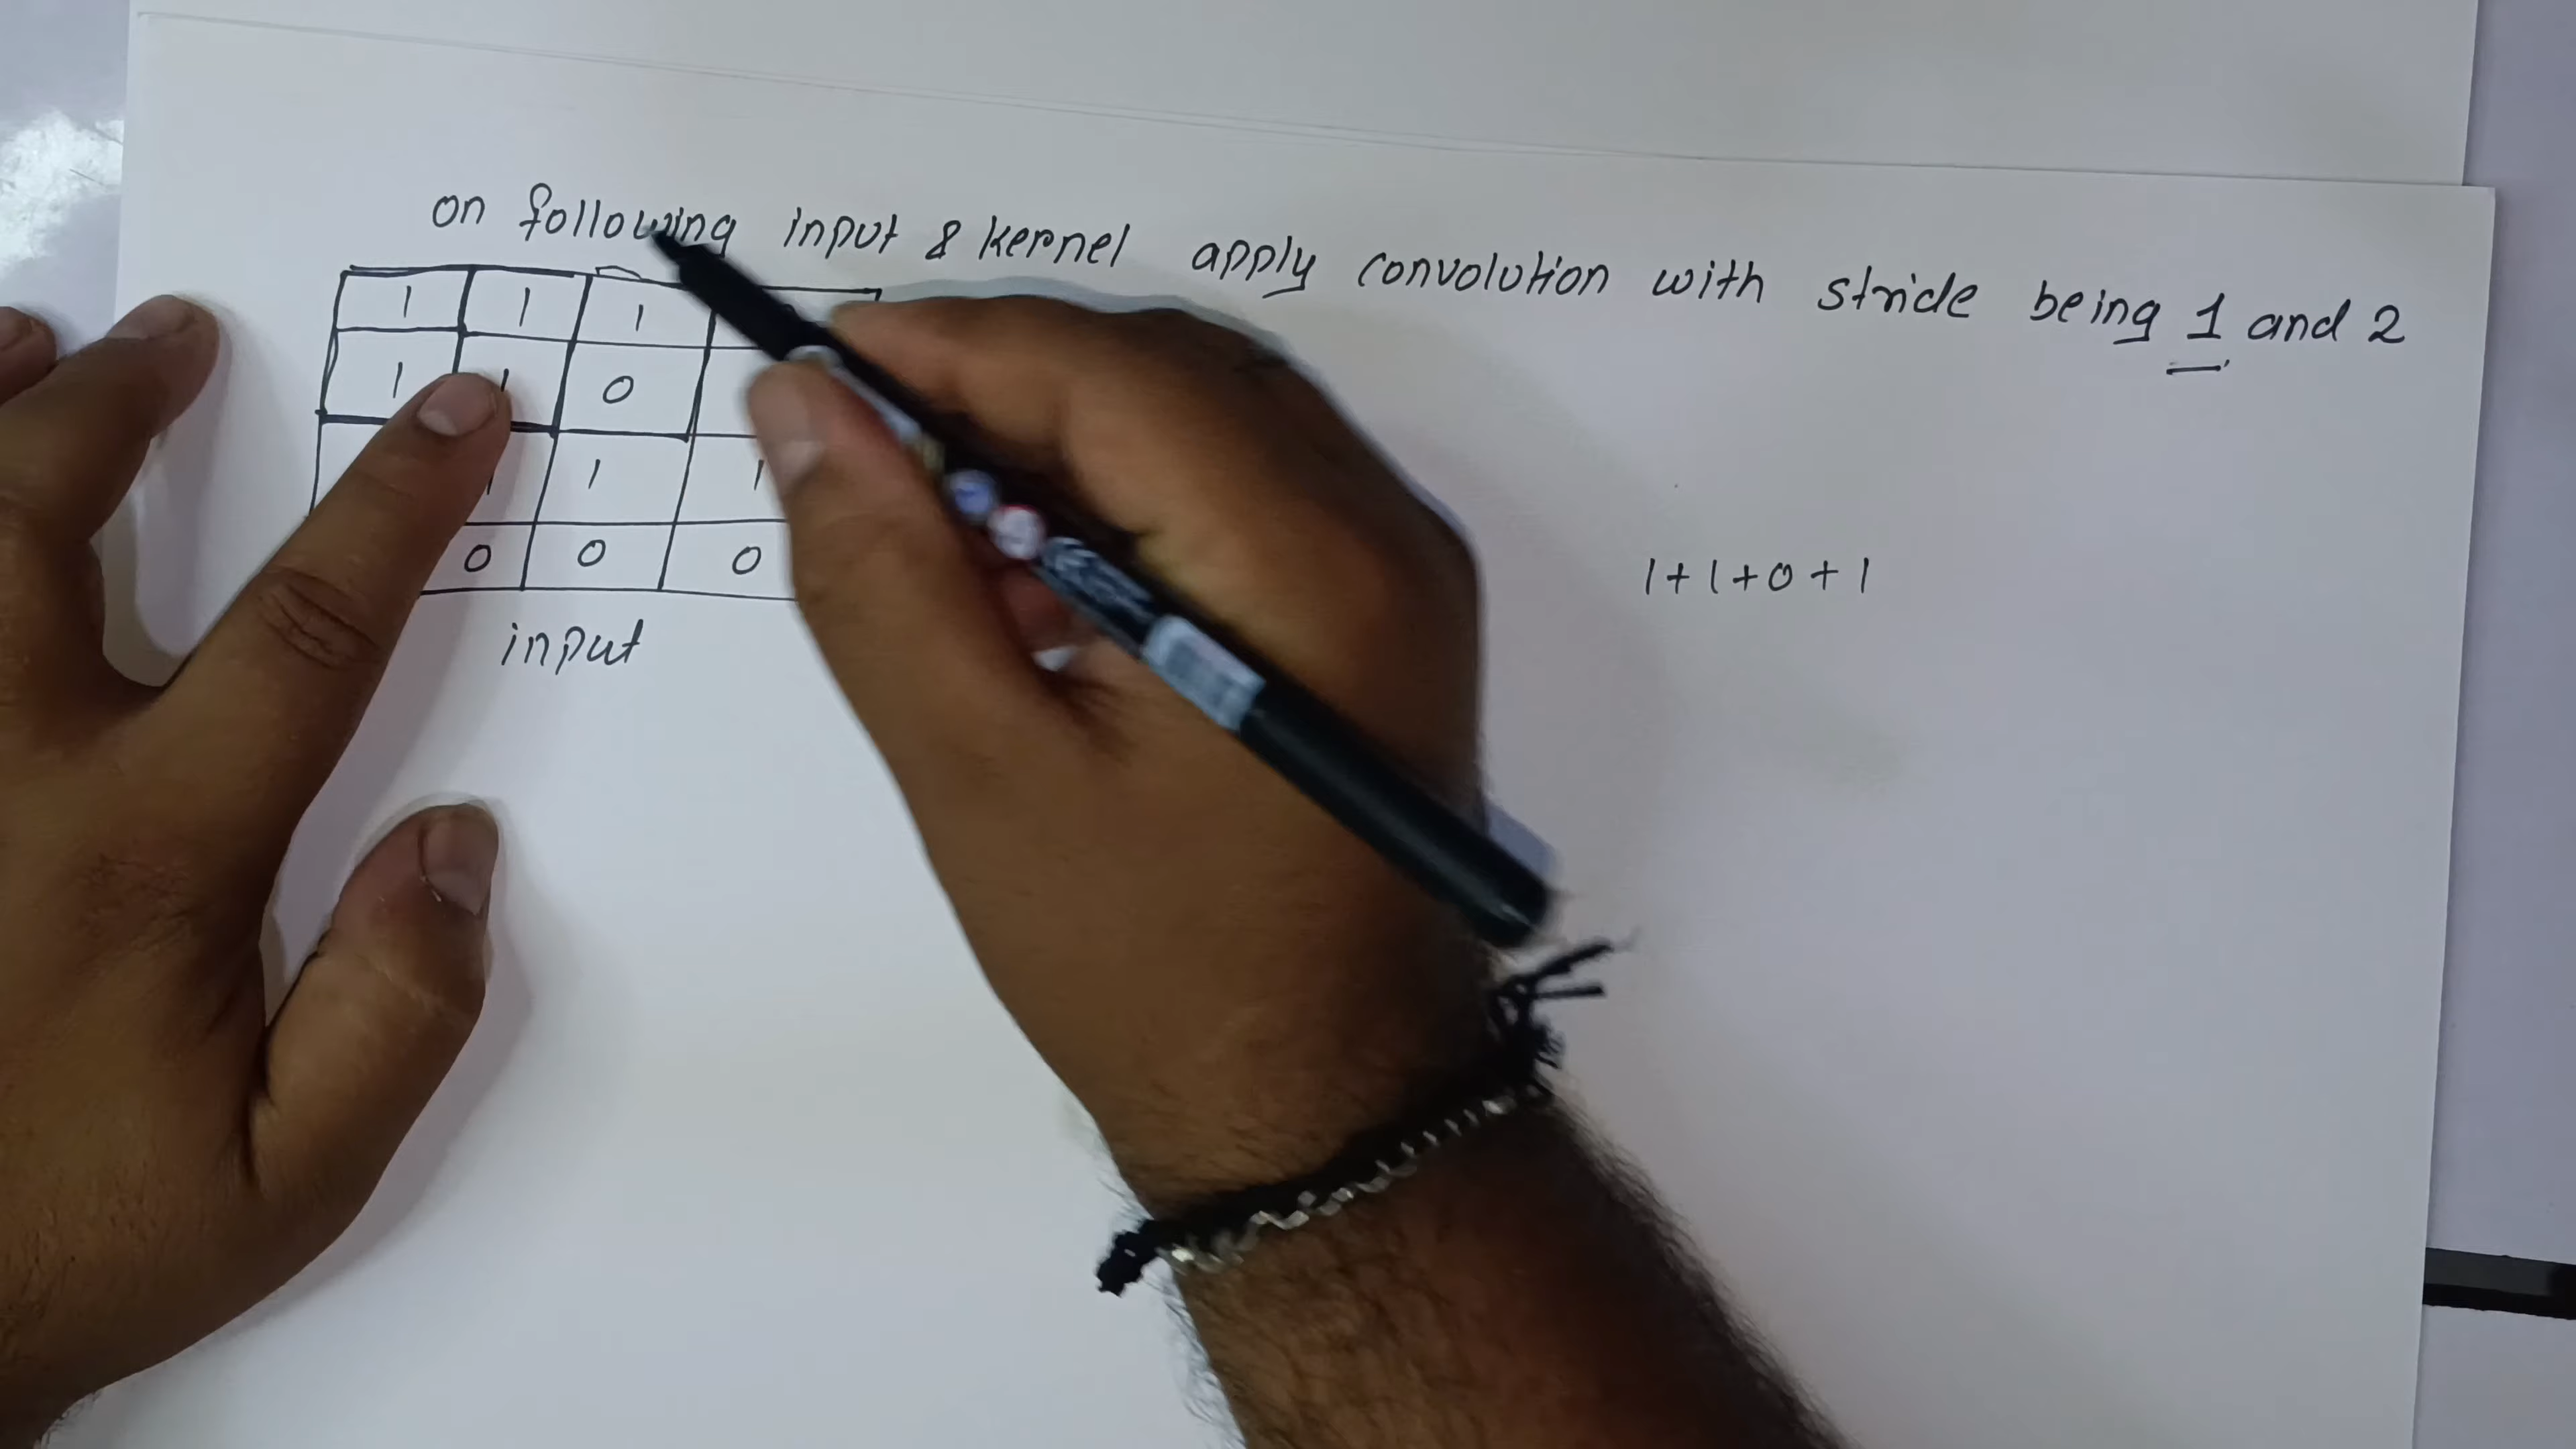 on following input & kernel apply convolution with stride being 1 and 2
1 1 1
1 1 0
1 1 1
0 0 0
input
1+1+0+1